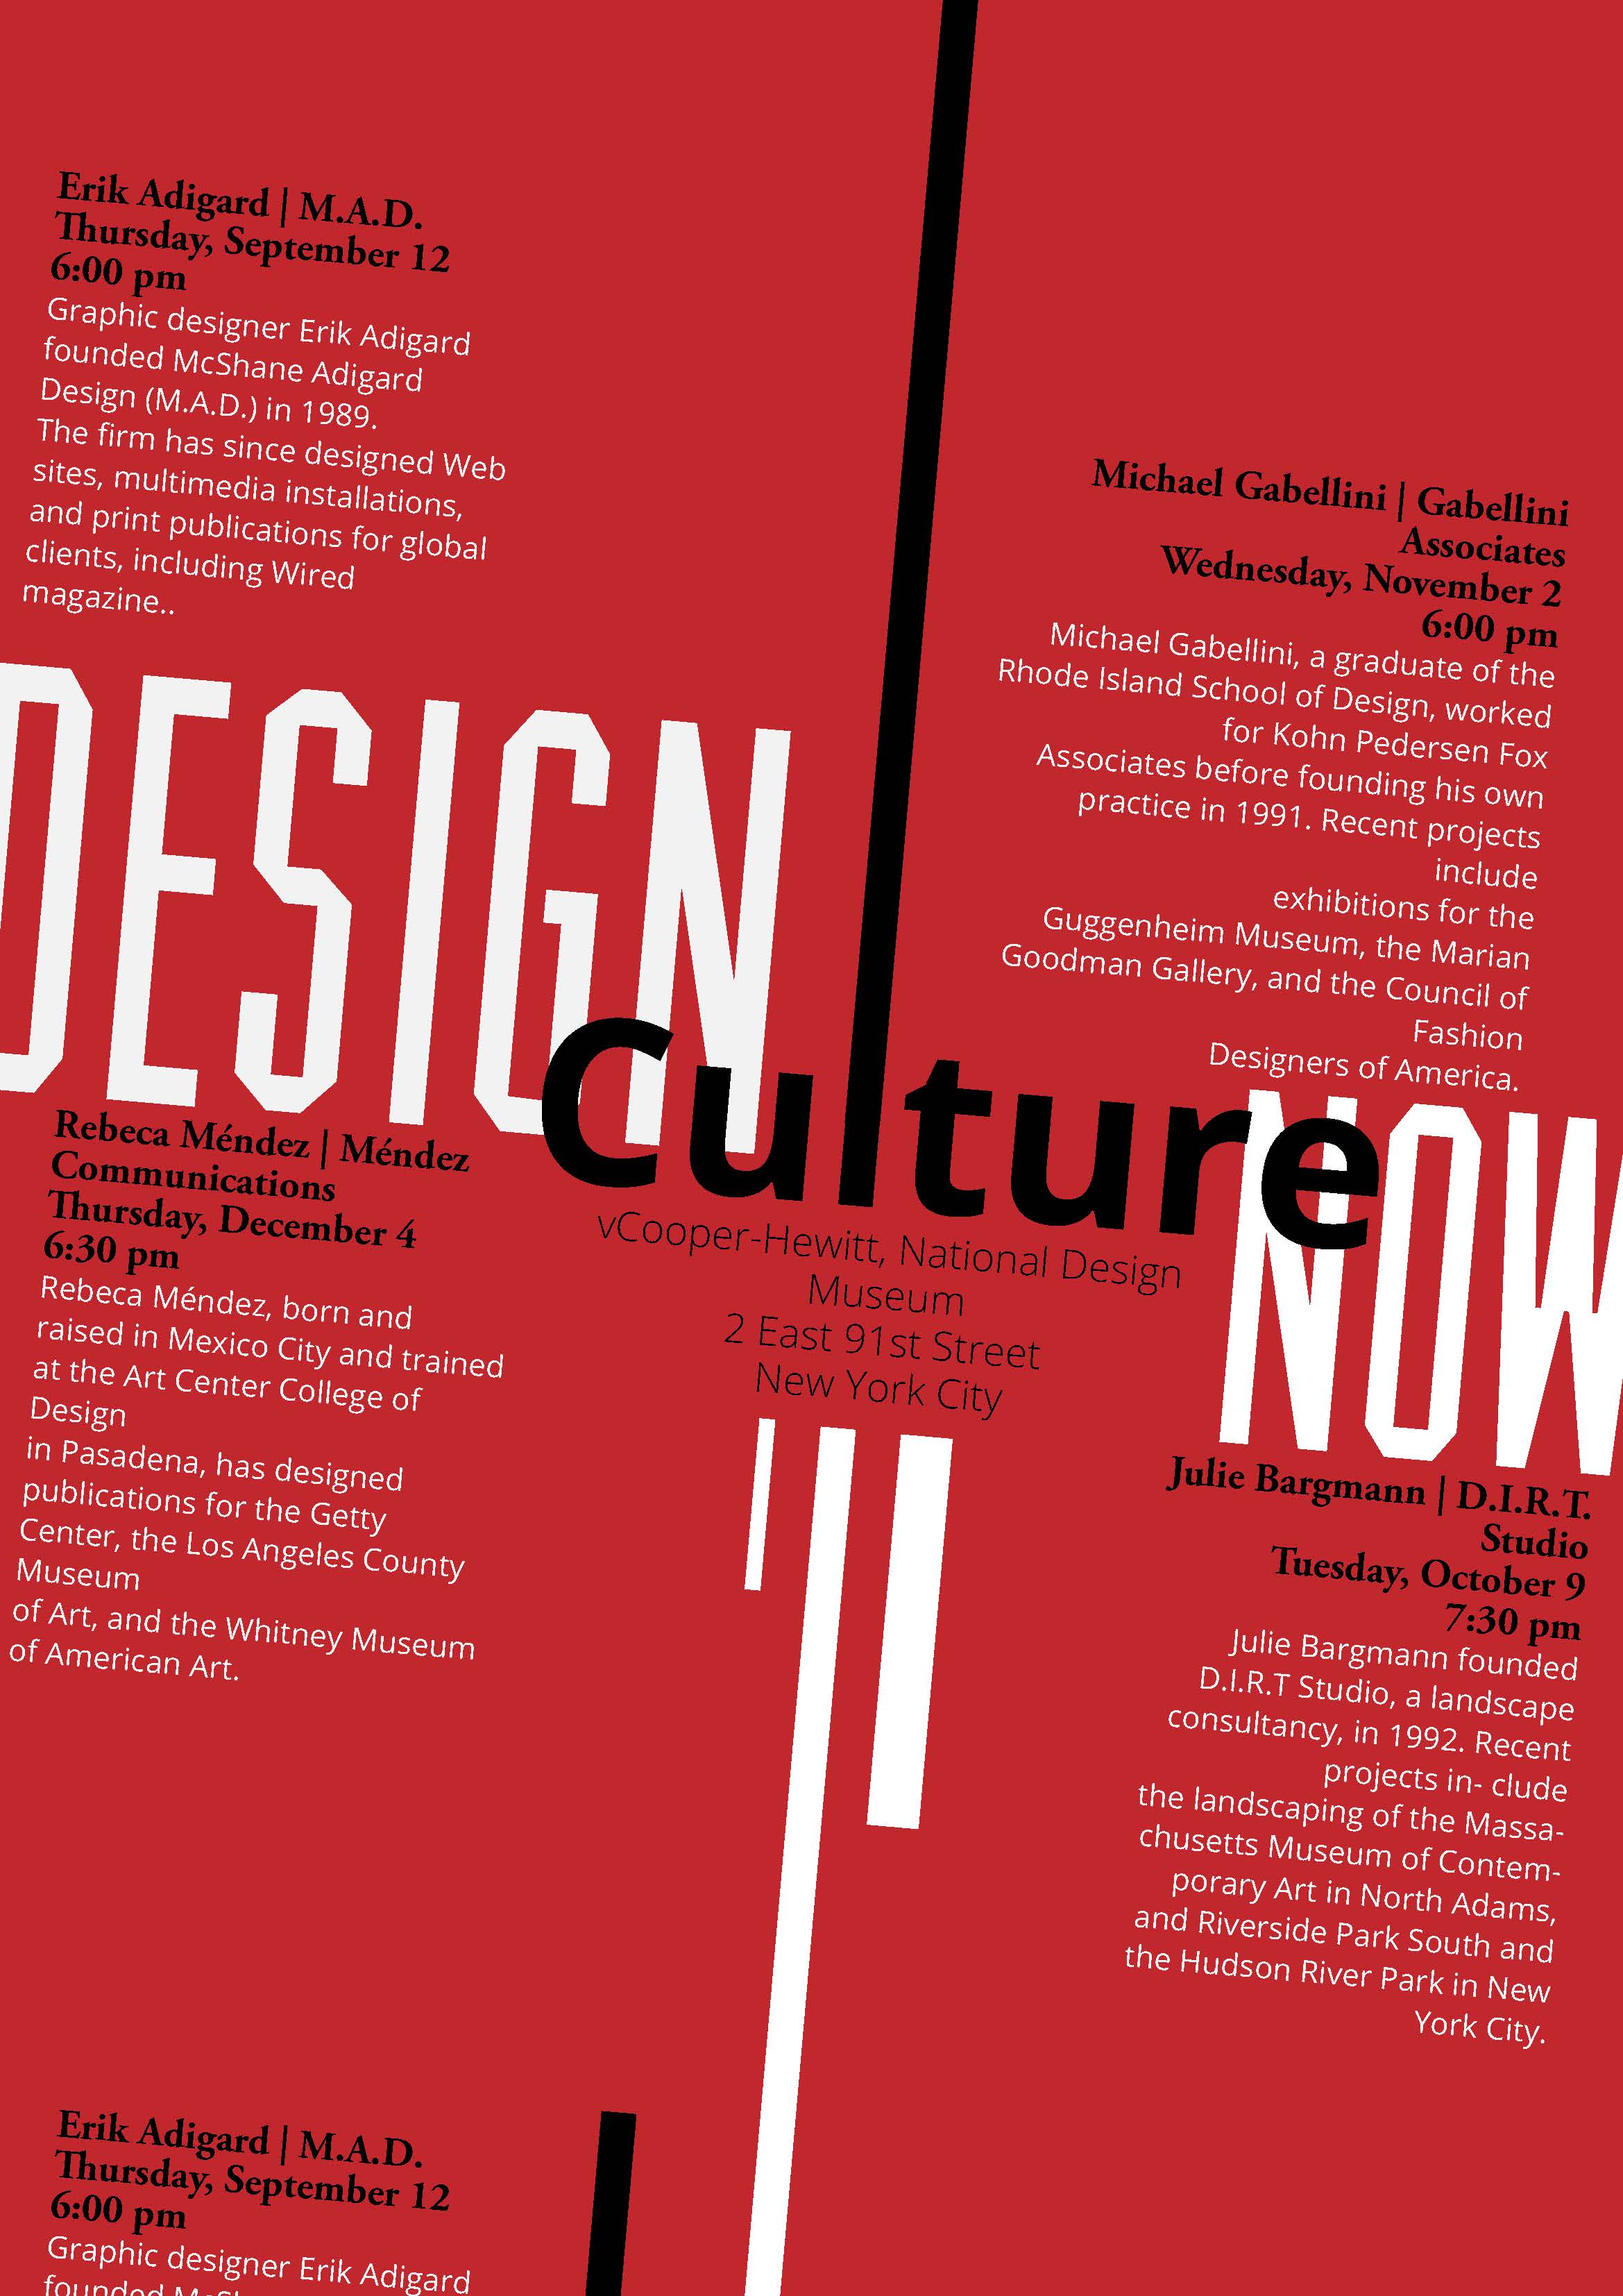 Erik Adigard | M.A.D.
Thursday, September 12
6:00 pm
Graphic designer Erik Adigard
founded McShane Adigard
Design (M.A.D.) in 1989.
The firm has since designed Web
sites, multimedia installations,
and print publications for global
clients, including Wired
magazine..
Michael Gabellini | Gabellini
Associates
Wednesday, November 2
6:00 pm
Michael Gabellini, a graduate of the
Rhode Island School of Design, worked
for Kohn Pedersen Fox
Associates before founding his own
practice in 1991. Recent projects
include
exhibitions for the
Guggenheim Museum, the Marian
Goodman Gallery, and the Council of
Fashion
Designers of America.
DESIGN
Culture
NOW
vCooper-Hewitt, National Design
Museum
2 East 91st Street
New York City
Rebeca Méndez | Méndez
Communications
Thursday, December 4
6:30 pm
Rebeca Méndez, born and
raised in Mexico City and trained
at the Art Center College of
Design
in Pasadena, has designed
publications for the Getty
Center, the Los Angeles County
Museum
of Art, and the Whitney Museum
of American Art.
Julie Bargmann | D.I.R.T.
Studio
Tuesday, October 9
7:30 pm
Julie Bargmann founded
D.I.R.T Studio, a landscape
consultancy, in 1992. Recent
projects in- clude
the landscaping of the Massa-
chusetts Museum of Contem-
porary Art in North Adams,
and Riverside Park South and
the Hudson River Park in New
York City.
Erik Adigard | M.A.D.
Thursday, September 12
6:00 pm
Graphic designer Erik Adigard
founded